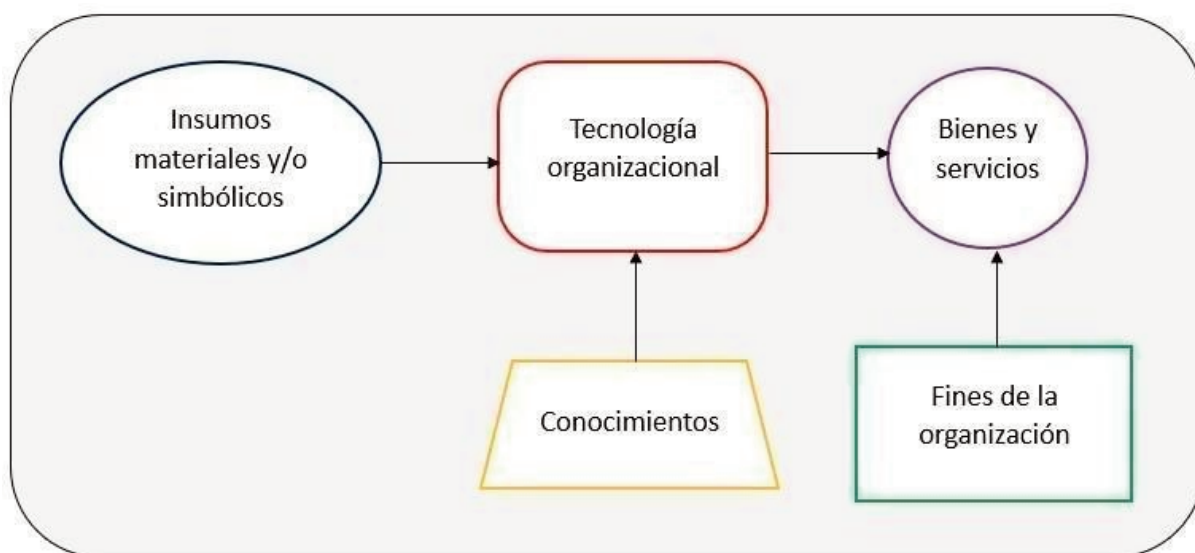 Insumos
materiales y/o
simbólicos
Tecnología
organizacional
Bienes y
servicios
Conocimientos
Fines de la
organización